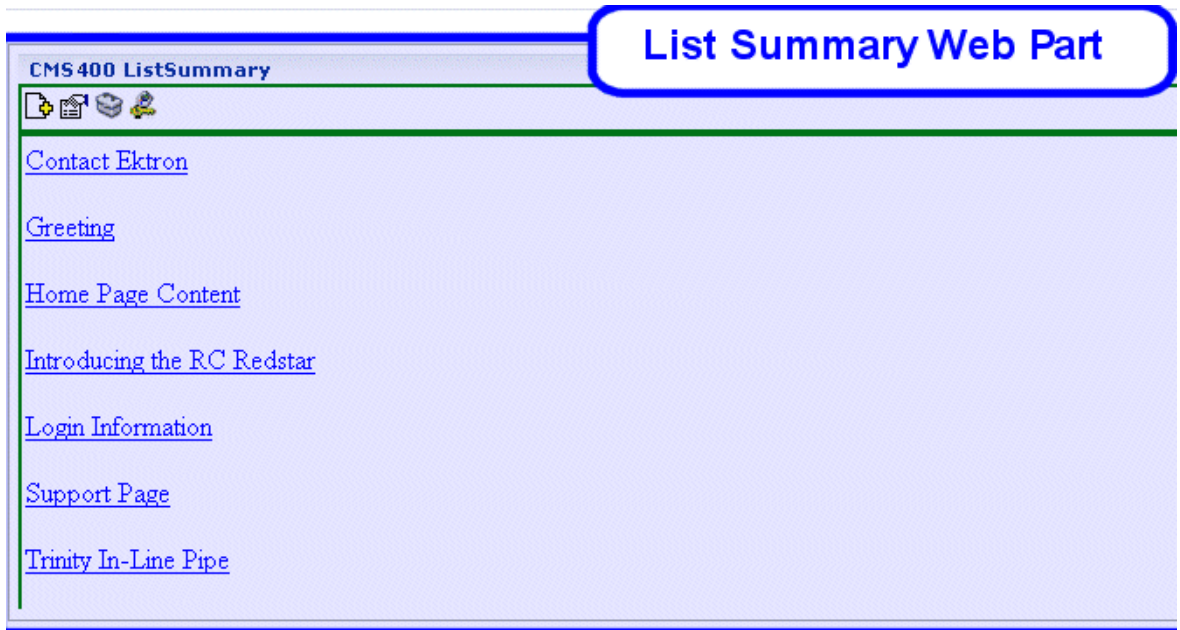 List Summary Web Part
CMS400 ListSummary
Contact Ektron
Greeting
Home Page Content
Introducing the RC Redstar
Login Information
Support Page
Trinity In-Line Pipe